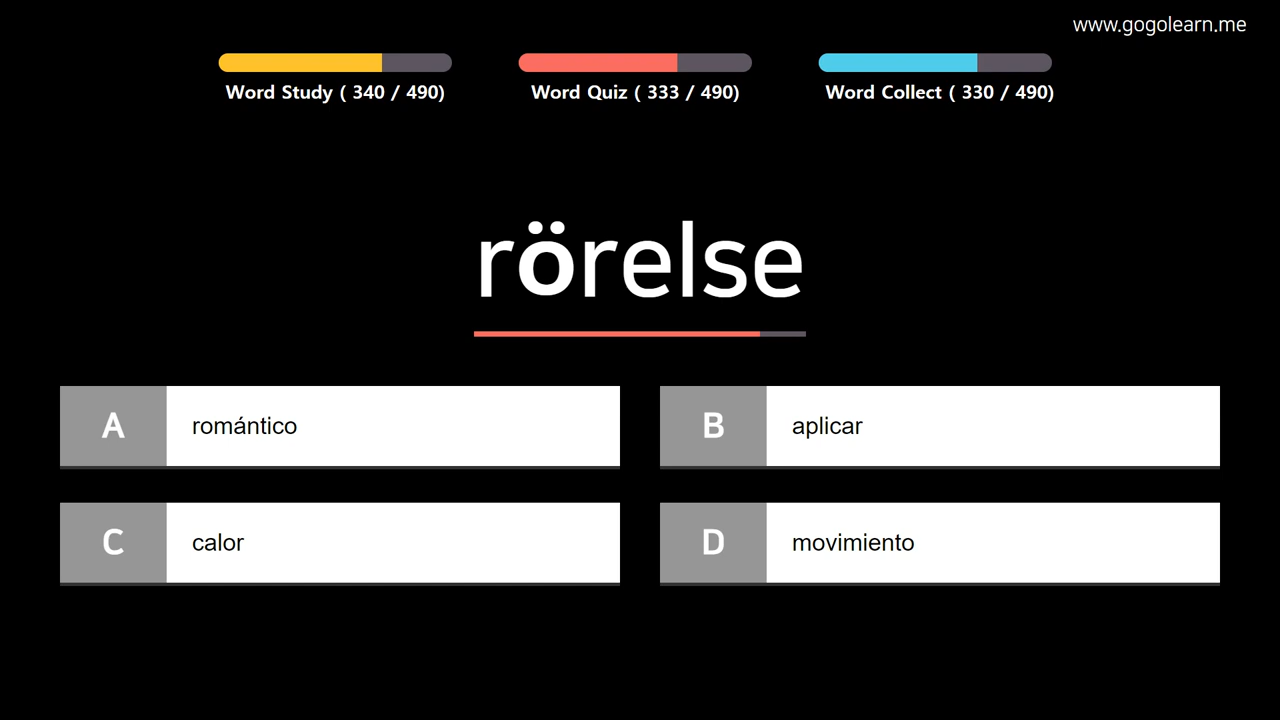 www.gogolearn.me
Word Study ( 340 / 490)
Word Quiz ( 333 / 490)
Word Collect ( 330 / 490)
rörelse
A romántico
B aplicar
C calor
D movimiento